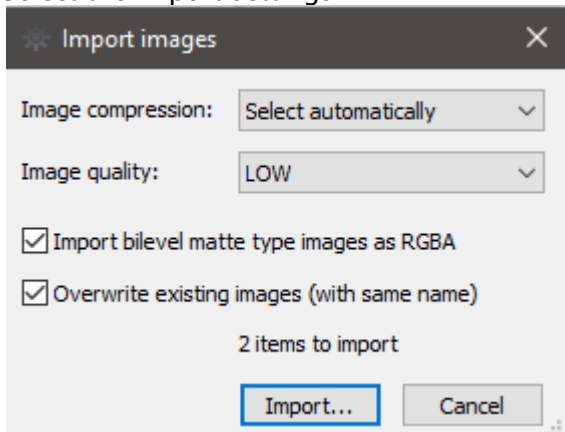 Import images
Image compression: Select automatically
Image quality: LOW
Import bilevel matte type images as RGBA
Overwrite existing images (with same name)
2 items to import
Import... Cancel